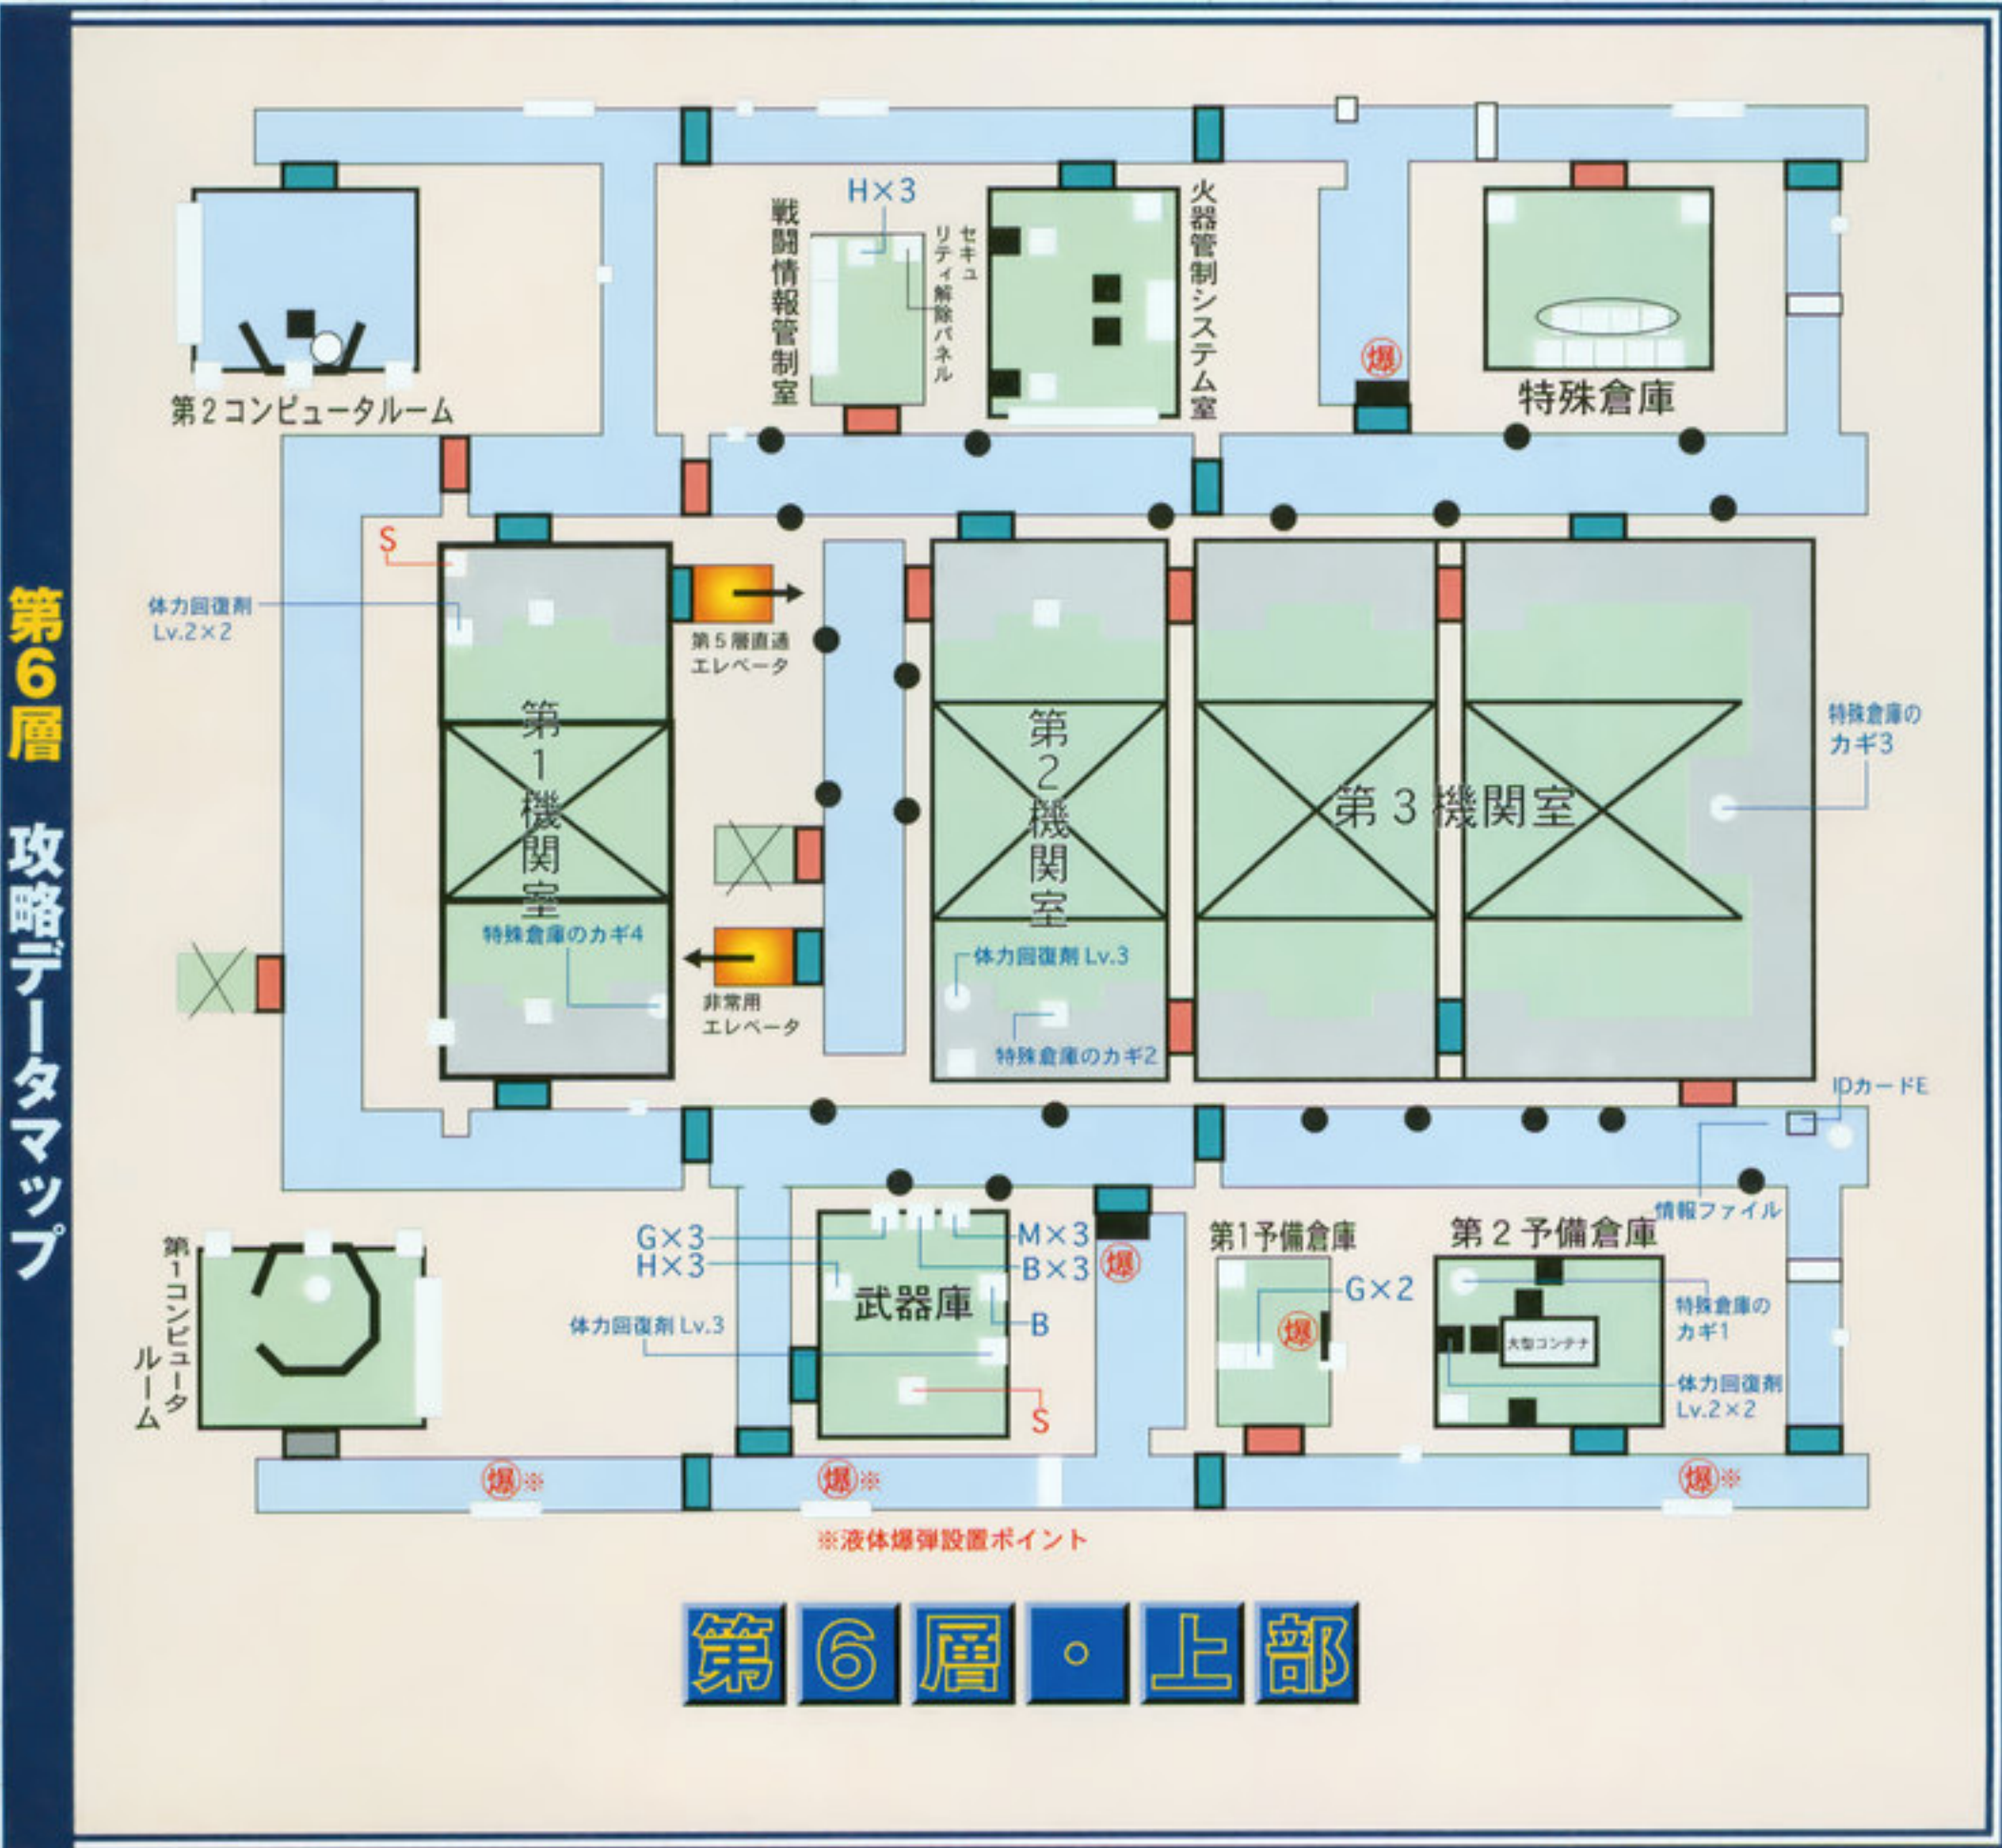 第6層 攻略データマップ
H×3
戦闘情報管制室
セキュ
リティ解除パネル
火器管制システム室
爆
特殊倉庫
第2コンピュータルーム
S
体力回復剤
Lv.2×2
第5層直通
エレベータ
第1機関室
第2機関室
第3機関室
特殊倉庫の
カギ3
特殊倉庫のカギ4
非常用
エレベータ
体力回復剤 Lv.3
特殊倉庫のカギ2
IDカードE
情報ファイル
第1コンピュータ
ルーム
G×3
H×3
体力回復剤 Lv.3
武器庫
M×3
B×3
B
S
爆
第1予備倉庫
G×2
爆
第2予備倉庫
大型コンテナ
特殊倉庫の
カギ1
体力回復剤
Lv.2×2
爆※
爆※
爆※
※液体爆弾設置ポイント
第6層・上部